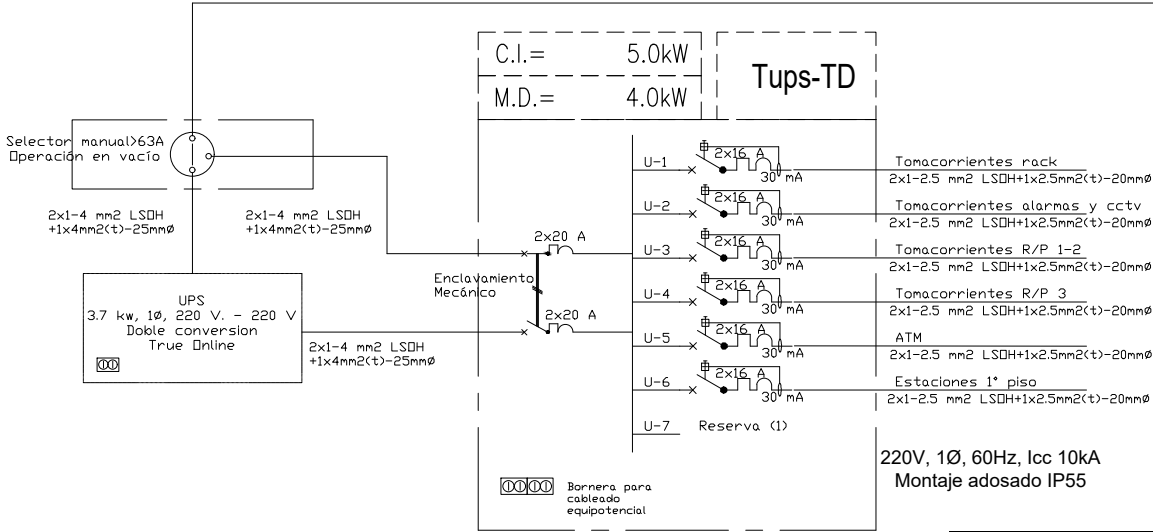 C.I.= 5.0kW
M.D.= 4.0kW
Tups-TD
Selector manual>63A
Operación en vacío
2x1-4 mm2 LSOH
+1x4mm2(t)-25mmø
2x1-4 mm2 LSOH
+1x4mm2(t)-25mmø
UPS
3.7 kw, 1ø, 220 V. - 220 V
Doble conversion
True Online
2x1-4 mm2 LSOH
+1x4mm2(t)-25mmø
2x20 A
Enclavamiento
Mecánico
2x20 A
U-1 2x16 A 30 mA Tomacorrientes rack
2x1-2.5 mm2 LSOH+1x2.5mm2(t)-20mmø
U-2 2x16 A 30 mA Tomacorrientes alarmas y cctv
2x1-2.5 mm2 LSOH+1x2.5mm2(t)-20mmø
U-3 2x16 A 30 mA Tomacorrientes R/P 1-2
2x1-2.5 mm2 LSOH+1x2.5mm2(t)-20mmø
U-4 2x16 A 30 mA Tomacorrientes R/P 3
2x1-2.5 mm2 LSOH+1x2.5mm2(t)-20mmø
U-5 2x16 A 30 mA ATM
2x1-2.5 mm2 LSOH+1x2.5mm2(t)-20mmø
U-6 2x16 A 30 mA Estaciones 1° piso
2x1-2.5 mm2 LSOH+1x2.5mm2(t)-20mmø
U-7 Reserva (1)
Bornera para
cableado
equipotencial
220V, 1Ø, 60Hz, Icc 10kA
Montaje adosado IP55